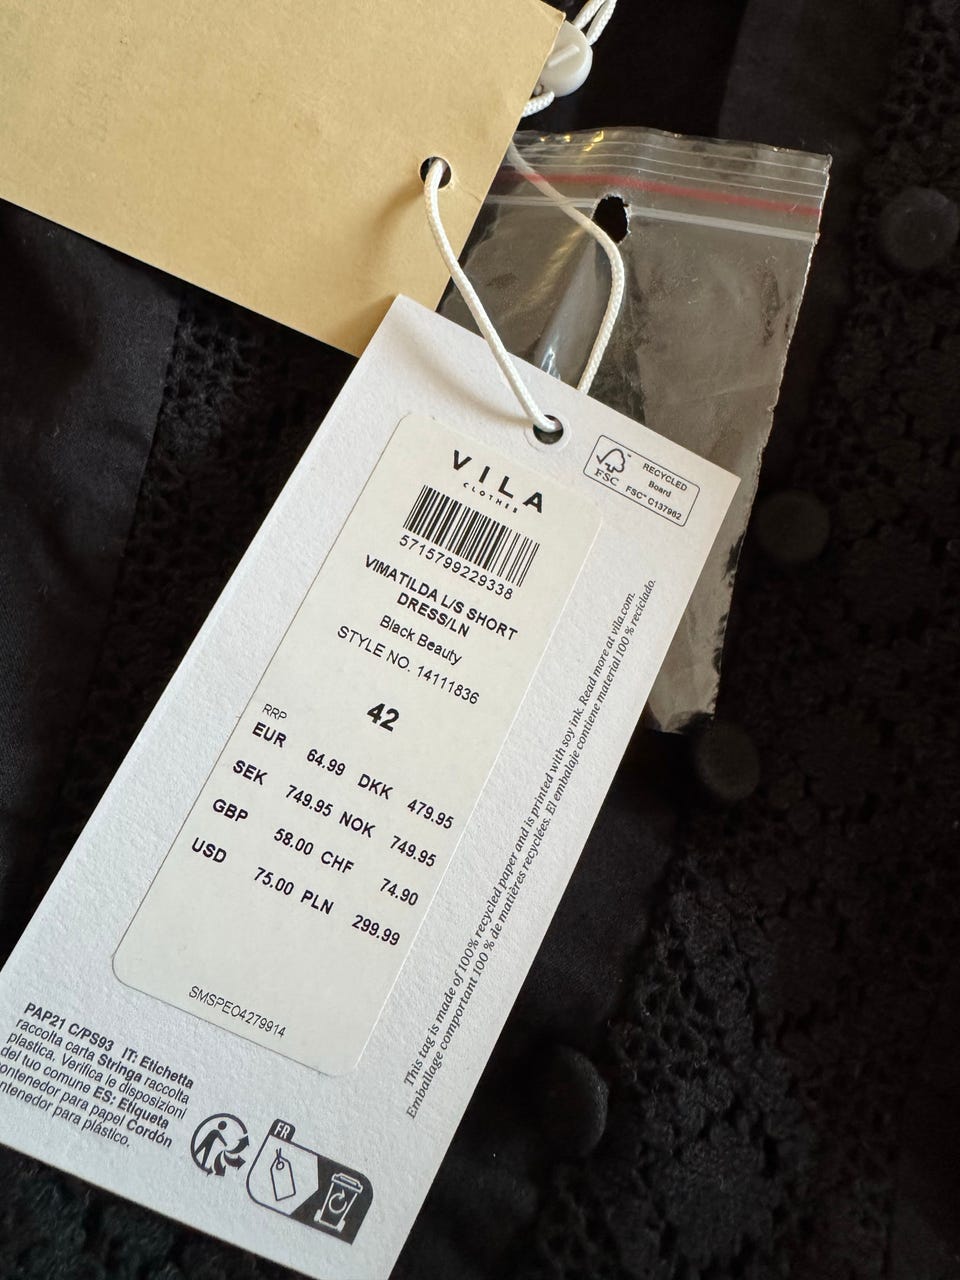 VILA
CLOTHES
5715799229338
VIMATILDA L/S SHORT
DRESS/LN
Black Beauty
STYLE NO. 14111836
42
RRP
EUR 64.99 DKK 479.95
SEK 749.95 NOK 749.95
GBP 58.00 CHF 74.90
USD 75.00 PLN 299.99
SMSPE04279914
FSC™
RECYCLED
Board
FSC™ C137962
This tag is made of 100% recycled paper and is printed with soy ink. Read more at vila.com.
Emballage comportant 100 % de matières recyclées. El embalaje contiene material 100 % reciclado.
PAP21 C/PS93 IT: Etichetta
raccolta carta Stringa raccolta
plastica. Verifica le disposizioni
del tuo comune ES: Etiqueta
contenedor para papel Cordón
ntenedor para plástico.
FR